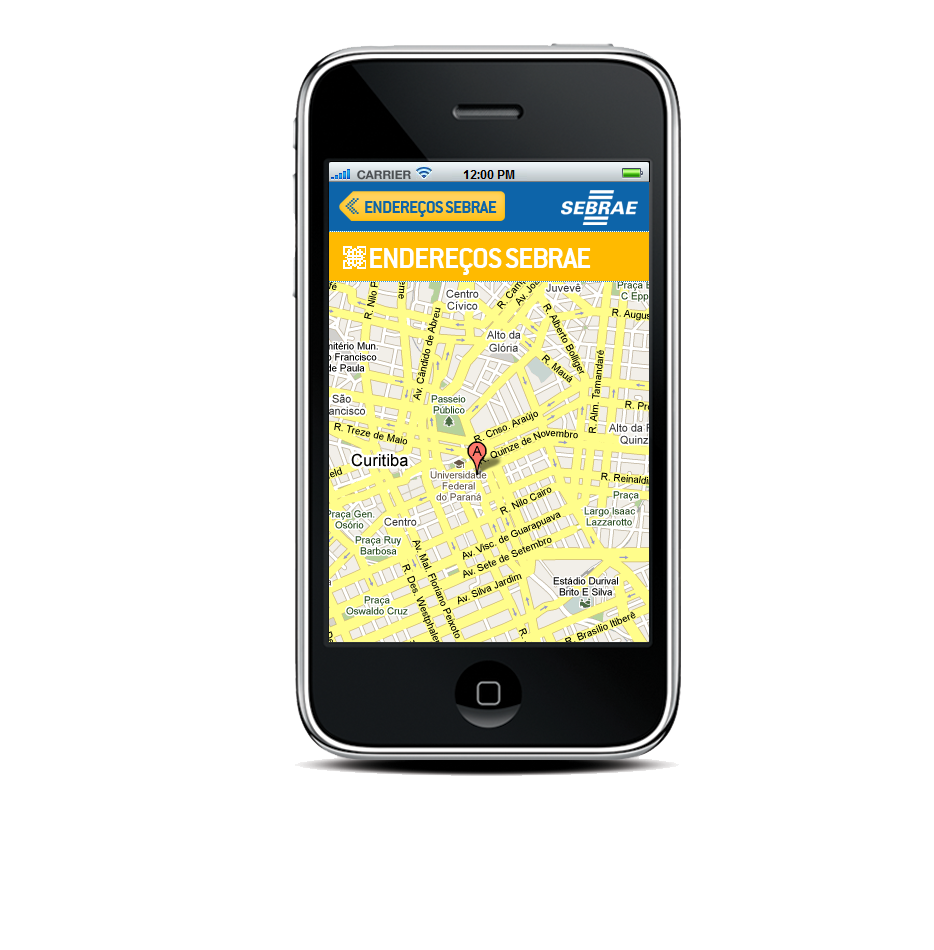 CARRIER 12:00 PM
ENDEREÇOS SEBRAE
SEBRAE
ENDEREÇOS SEBRAE
R. Nilo P
Centro
Cívico
R. Cam
Av. Jo
Juvevê
Praça B
C Epp
R. Augus
Av. Cândido de Abreu
Alto da
Glória
R. Alberto Bolliger
R. Mauá
R. Alm. Tamandaré
mitério Mun.
o Francisco
de Paula
São
ancisco
Passeio
Público
R. Pr
Alto da
Quinz
R. Treze de Maio
R. Cnso. Araújo
R. Quinze de Novembro
A
Curitiba
Universidade
Federal
do Paraná
R. Reinaldi
R. Nilo Cairo
Praça
Largo Isaac
Lazzarotto
Praça Gen.
Osório
Centro
Av. Visc. de Guarapuava
Praça Ruy
Barbosa
Av. Sete de Setembro
Av. Mal. Floriano Peixoto
R. Des. Westphalen
Av. Silva Jardim
Estádio Durival
Brito E Silva
Praça
Oswaldo Cruz
R. Brasílio Itiberê